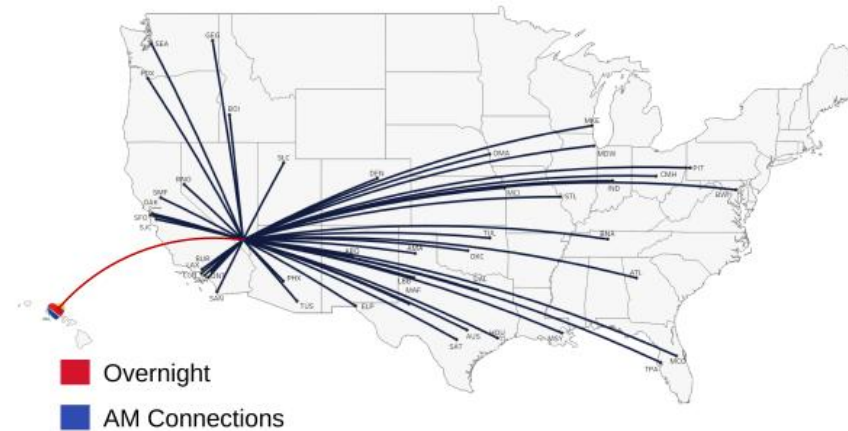 SEA
GEG
PDX
BOI
MKE
MDW
OMA
SLC
DEN
PIT
CMH
IND
BWI
RNO
MCI
STL
SMF
OAK
SFO
SJC
TUL
BNA
ABQ
AMA
OKC
BUR
LAX
ONT
PHX
LBB
DAL
ATL
SAN
MAF
TUS
ELP
AUS
HOU
SAT
MSY
MCO
TPA
Overnight
AM Connections